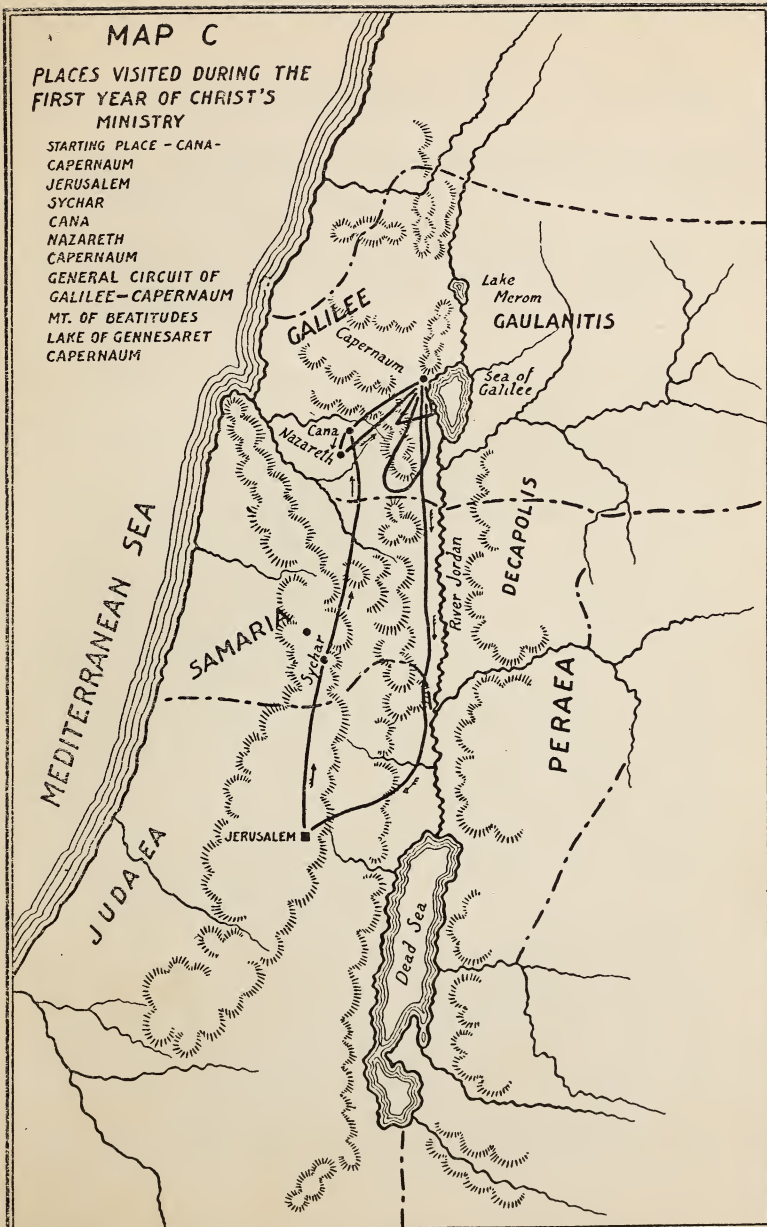 MAP C
PLACES VISITED DURING THE
FIRST YEAR OF CHRIST'S
MINISTRY
STARTING PLACE - CANA-
CAPERNAUM
JERUSALEM
SYCHAR
CANA
NAZARETH
CAPERNAUM
GENERAL CIRCUIT OF
GALILEE-CAPERNAUM
MT. OF BEATITUDES
LAKE OF GENNESARET
CAPERNAUM
Lake
Merom
GAULANITIS
GALILEE
Capernaum
Sea of
Galilee
Cana
Nazareth
MEDITERRANEAN SEA
DECAPOLIS
River Jordan
SAMARIA
Sychar
PERAEA
JERUSALEM
JUDAEA
Dead Sea